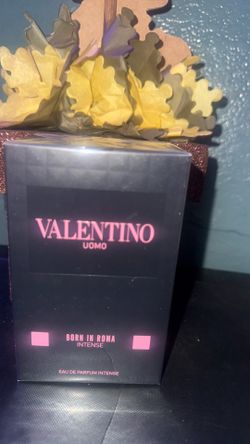 VALENTINO
UOMO
BORN IN ROMA
INTENSE
EAU DE PARFUM INTENSE